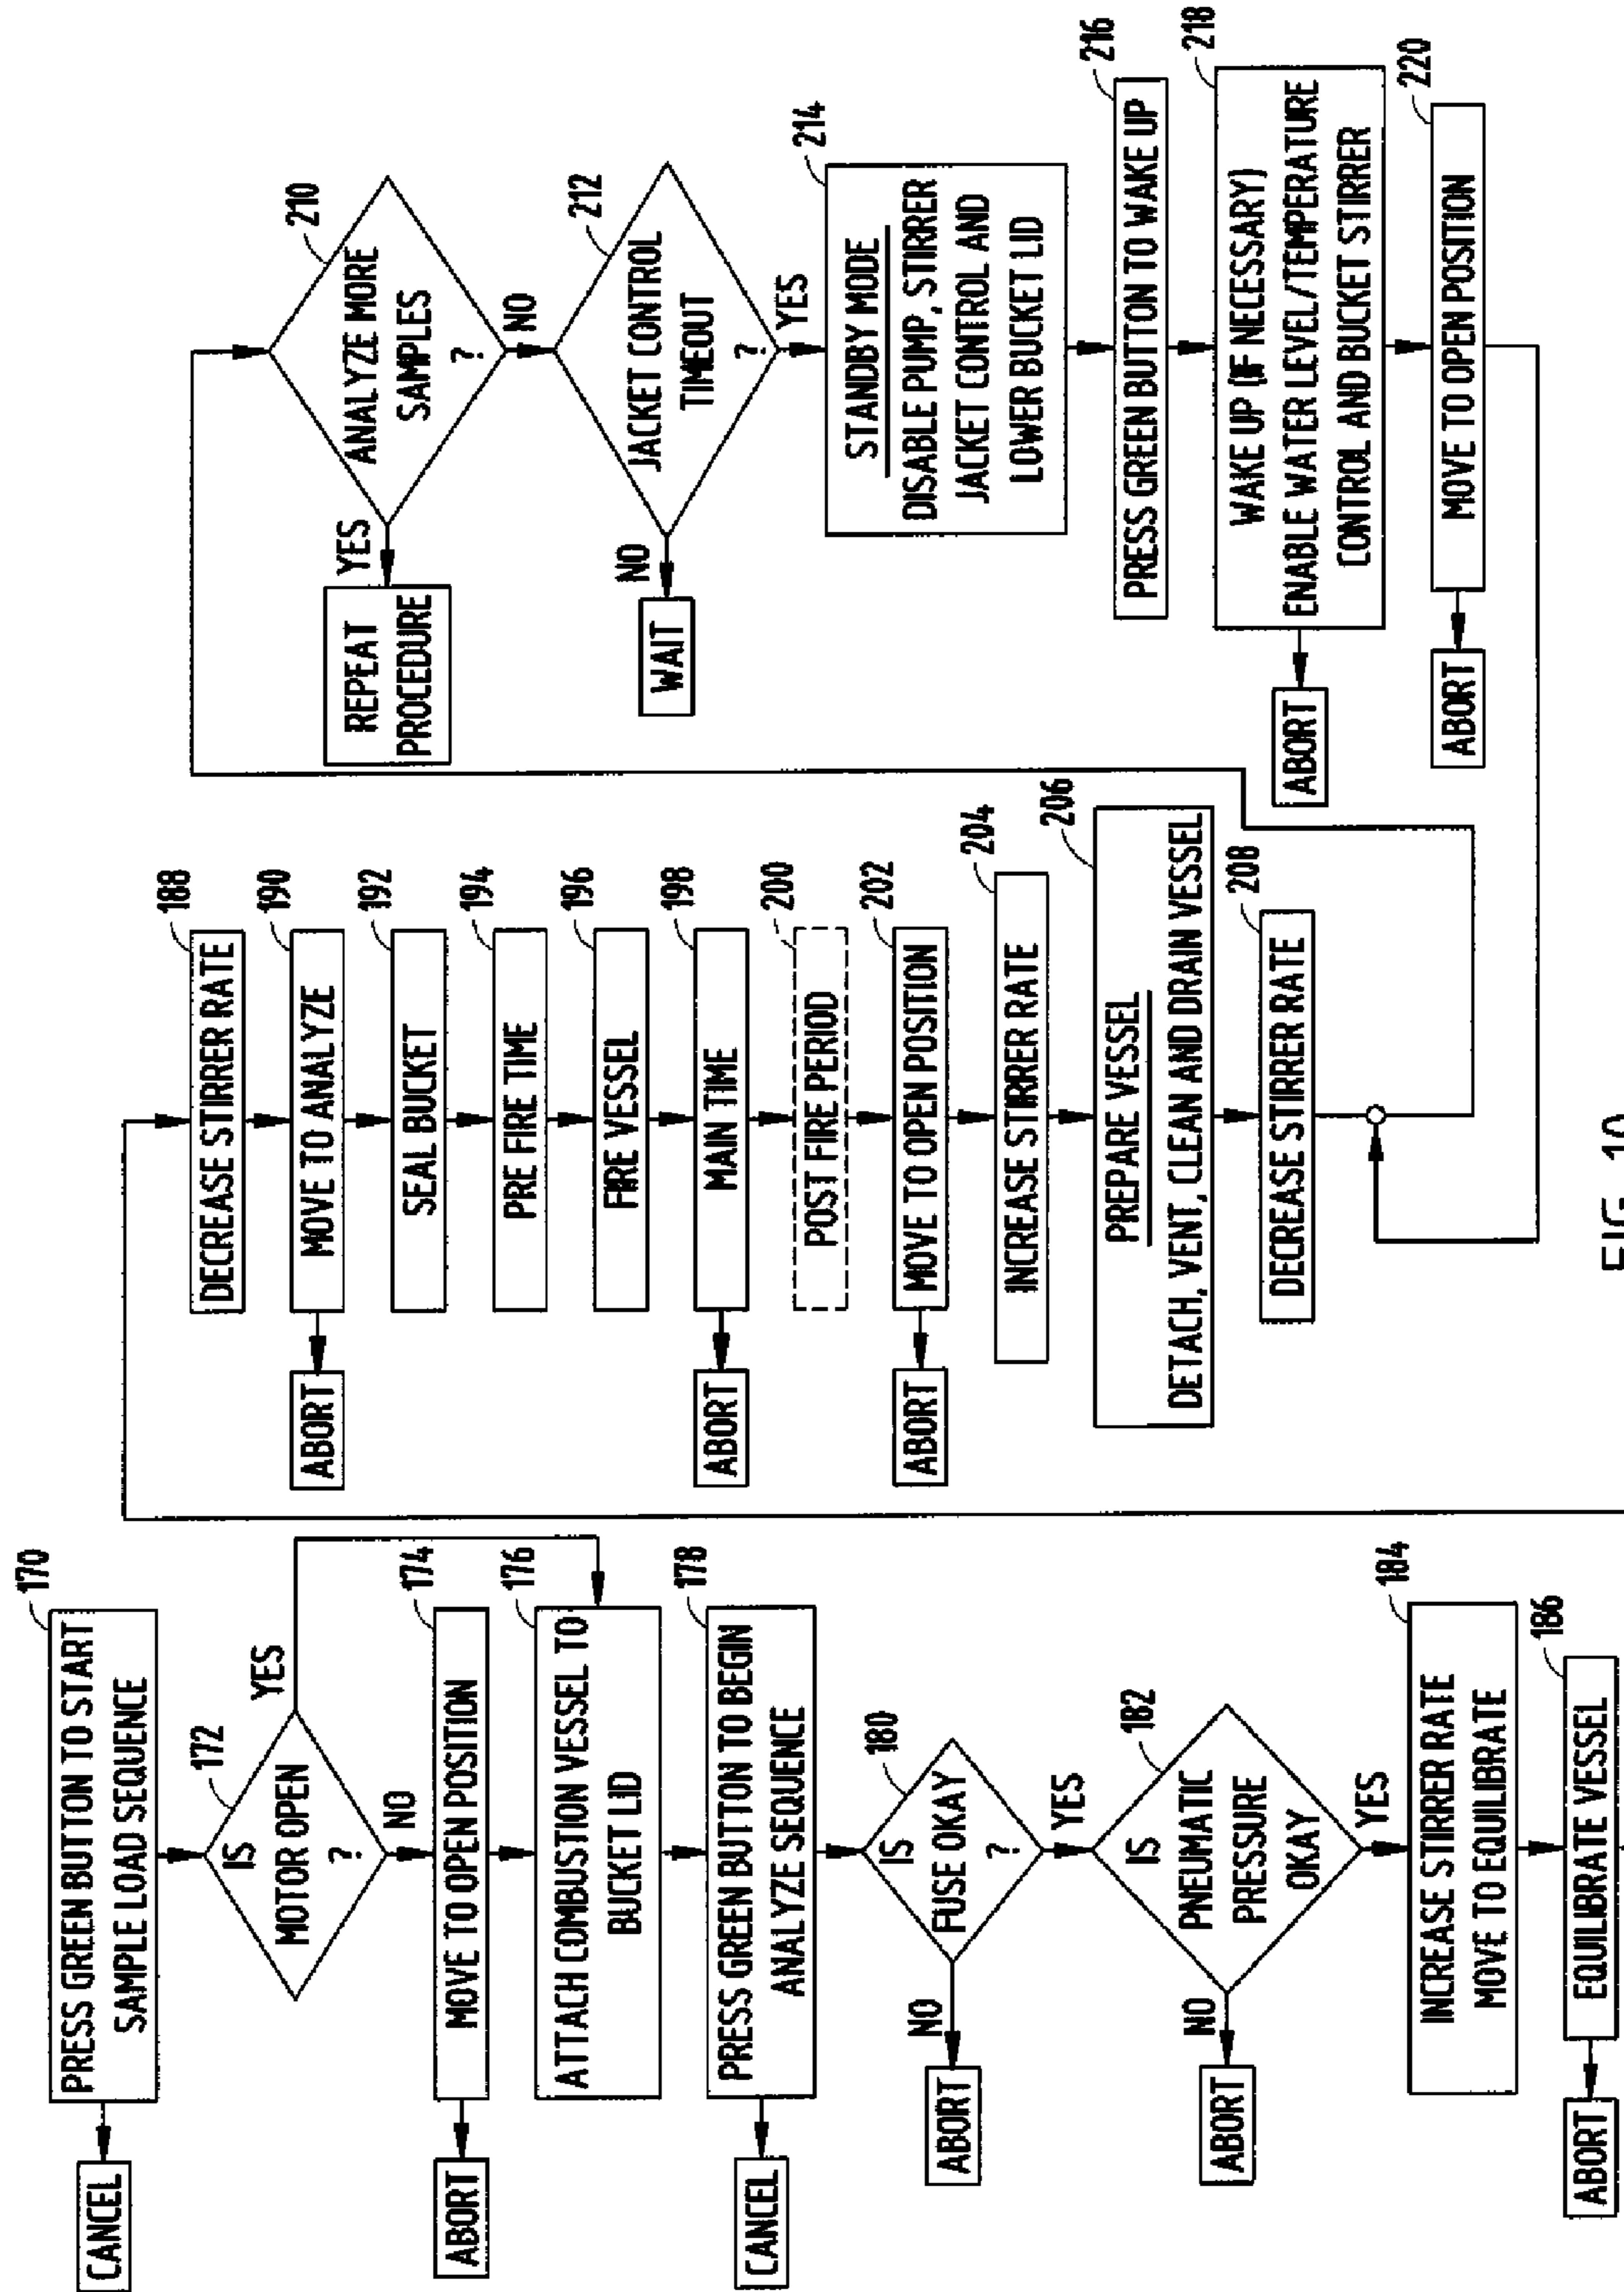 170
PRESS GREEN BUTTON TO START
SAMPLE LOAD SEQUENCE
CANCEL
172
IS
MOTOR OPEN
?
YES
NO
174
MOVE TO OPEN POSITION
ABORT
176
ATTACH COMBUSTION VESSEL TO
BUCKET LID
178
PRESS GREEN BUTTON TO BEGIN
ANALYZE SEQUENCE
CANCEL
180
IS
FUSE OKAY
?
NO
ABORT
YES
182
IS
PNEUMATIC
PRESSURE
OKAY
NO
ABORT
YES
184
INCREASE STIRRER RATE
MOVE TO EQUILIBRATE
186
EQUILIBRATE VESSEL
ABORT
188
DECREASE STIRRER RATE
190
MOVE TO ANALYZE
ABORT
192
SEAL BUCKET
194
PRE FIRE TIME
196
FIRE VESSEL
198
MAIN TIME
ABORT
200
POST FIRE PERIOD
202
MOVE TO OPEN POSITION
ABORT
204
INCREASE STIRRER RATE
206
PREPARE VESSEL
DETACH, VENT, CLEAN AND DRAIN VESSEL
208
DECREASE STIRRER RATE
210
ANALYZE MORE
SAMPLES
?
YES
REPEAT
PROCEDURE
NO
212
JACKET CONTROL
TIMEOUT
?
NO
WAIT
YES
214
STANDBY MODE
DISABLE PUMP, STIRRER
JACKET CONTROL AND
LOWER BUCKET LID
216
PRESS GREEN BUTTON TO WAKE UP
218
WAKE UP (IF NECESSARY)
ENABLE WATER LEVEL/TEMPERATURE
CONTROL AND BUCKET STIRRER
ABORT
220
MOVE TO OPEN POSITION
ABORT
FIG. 10